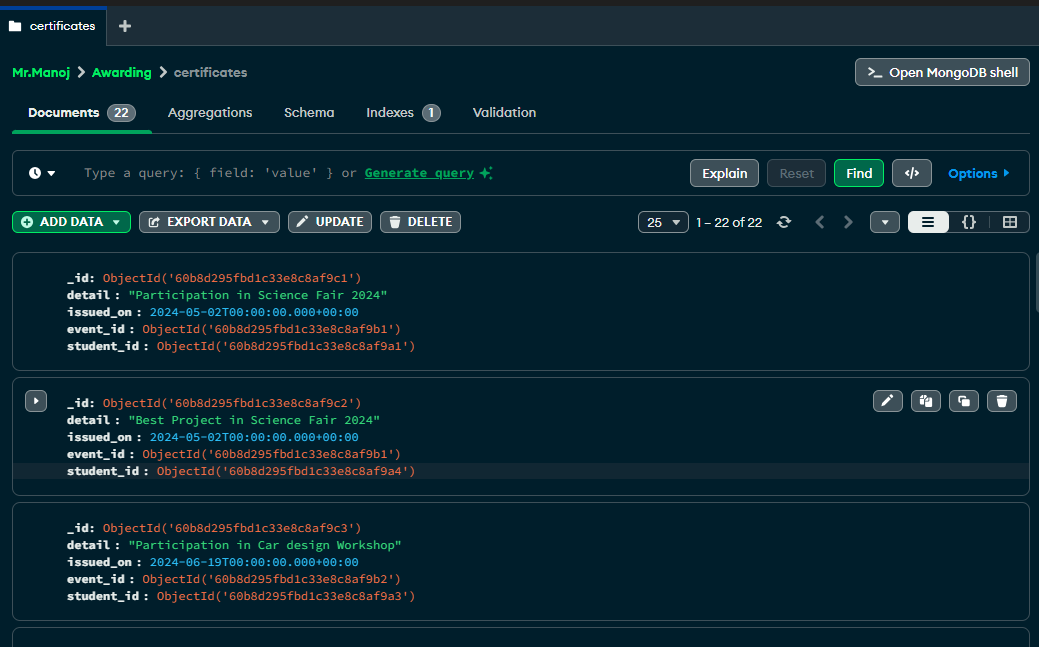 certificates
Mr.Manoj > Awarding > certificates
Open MongoDB shell
Documents 22 Aggregations Schema Indexes 1 Validation
Type a query: { field: 'value' } or Generate query
Explain Reset Find </> Options
ADD DATA EXPORT DATA UPDATE DELETE
25 1 – 22 of 22 {}
_id: ObjectId('60b8d295fbd1c33e8c8af9c1')
detail : "Participation in Science Fair 2024"
issued_on : 2024-05-02T00:00:00.000+00:00
event_id : ObjectId('60b8d295fbd1c33e8c8af9b1')
student_id : ObjectId('60b8d295fbd1c33e8c8af9a1')
_id: ObjectId('60b8d295fbd1c33e8c8af9c2')
detail : "Best Project in Science Fair 2024"
issued_on : 2024-05-02T00:00:00.000+00:00
event_id : ObjectId('60b8d295fbd1c33e8c8af9b1')
student_id : ObjectId('60b8d295fbd1c33e8c8af9a4')
_id: ObjectId('60b8d295fbd1c33e8c8af9c3')
detail : "Participation in Car design Workshop"
issued_on : 2024-06-19T00:00:00.000+00:00
event_id : ObjectId('60b8d295fbd1c33e8c8af9b2')
student_id : ObjectId('60b8d295fbd1c33e8c8af9a3')